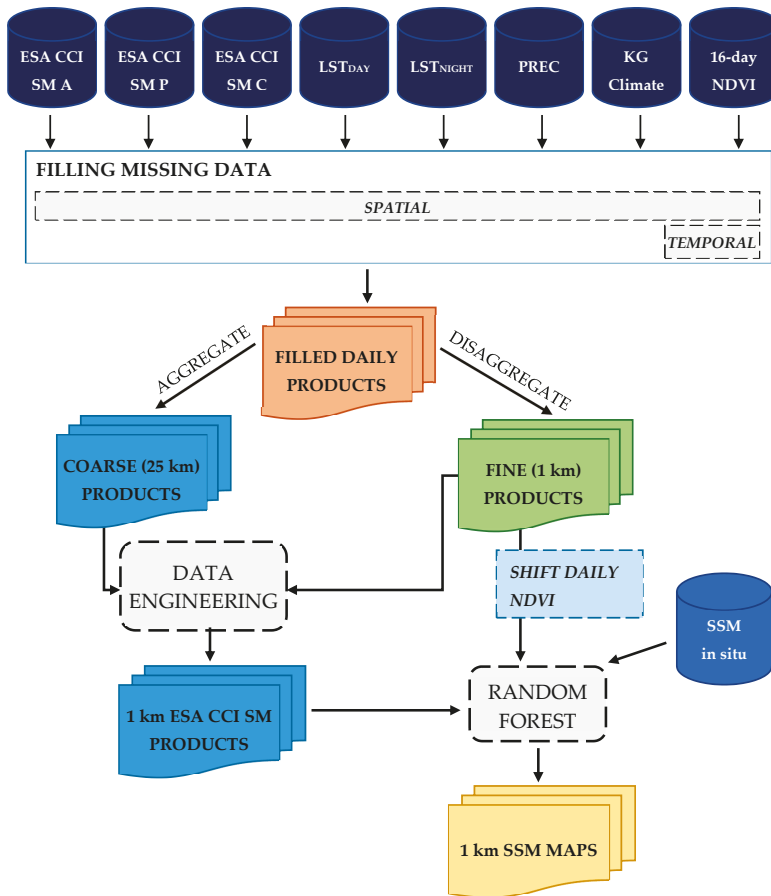 ESA CCI
SM A
ESA CCI
SM P
ESA CCI
SM C
LSTDAY
LSTNIGHT
PREC
KG
Climate
16-day
NDVI
FILLING MISSING DATA
SPATIAL
TEMPORAL
AGGREGATE
FILLED DAILY
PRODUCTS
DISAGGREGATE
COARSE (25 km)
PRODUCTS
FINE (1 km)
PRODUCTS
DATA
ENGINEERING
SHIFT DAILY
NDVI
SSM
in situ
1 km ESA CCI SM
PRODUCTS
RANDOM
FOREST
1 km SSM MAPS